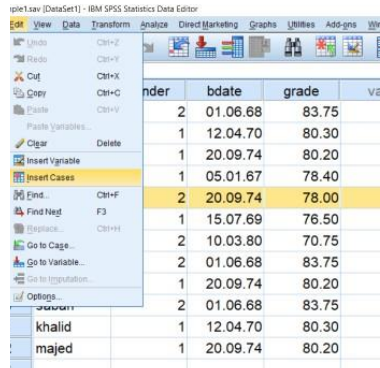 ple1.sav [DataSet1] - IBM SPSS Statistics Data Editor
Edit View Data Transform Analyze Direct Marketing Graphs Utilities Add-ons
Undo Ctrl+Z
Redo Ctrl+Y
Cut Ctrl+X
Copy Ctrl+C
Paste Ctrl+V
Paste Variables...
Clear Delete
Insert Variable
Insert Cases
Find... Ctrl+F
Find Next F3
Replace... Ctrl+H
Go to Case...
Go to Variable...
Go to Imputation...
Options...
nder bdate grade va
2 01.06.68 83.75
1 12.04.70 80.30
1 20.09.74 80.20
1 05.01.67 78.40
2 20.09.74 78.00
1 15.07.69 76.50
2 10.03.80 70.75
1 20.09.74 80.20
2 01.06.68 83.75
khalid 1 12.04.70 80.30
majed 1 20.09.74 80.20